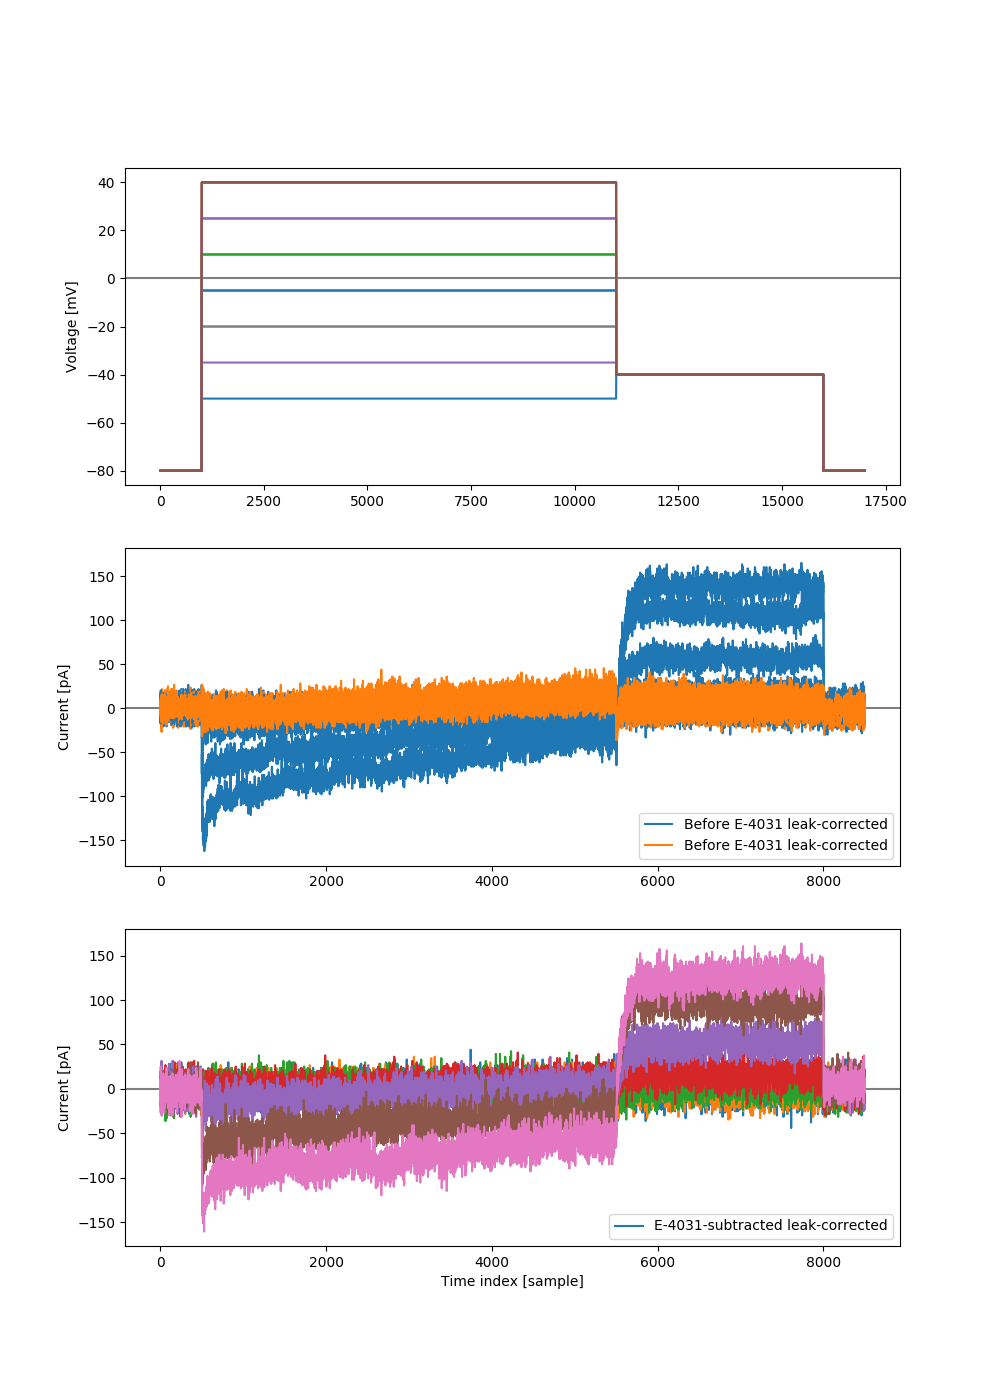 40
20
0
−20
−40
−60
−80
Voltage [mV]
0 2500 5000 7500 10000 12500 15000 17500
150
100
50
0
−50
−100
−150
Current [pA]
Before E-4031 leak-corrected
Before E-4031 leak-corrected
0 2000 4000 6000 8000
150
100
50
0
−50
−100
−150
Current [pA]
E-4031-subtracted leak-corrected
0 2000 4000 6000 8000
Time index [sample]